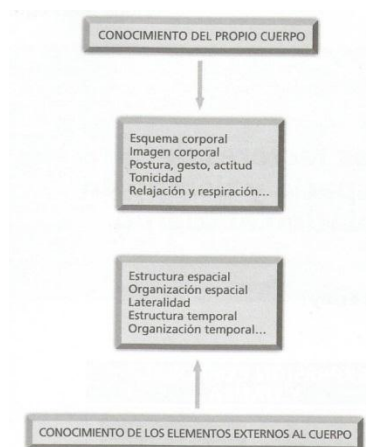 CONOCIMIENTO DEL PROPIO CUERPO
Esquema corporal
Imagen corporal
Postura, gesto, actitud
Tonicidad
Relajación y respiración...
Estructura espacial
Organización espacial
Lateralidad
Estructura temporal
Organización temporal...
CONOCIMIENTO DE LOS ELEMENTOS EXTERNOS AL CUERPO